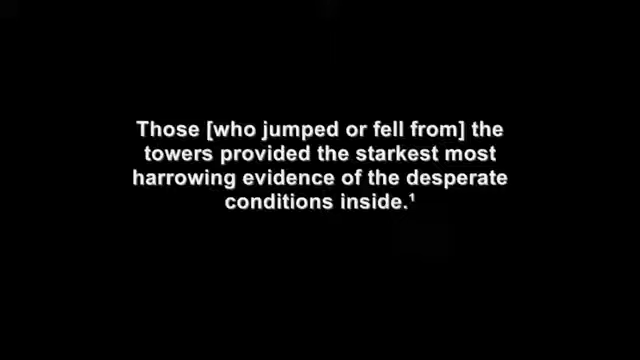 Those [who jumped or fell from] the
towers provided the starkest most
harrowing evidence of the desperate
conditions inside.¹